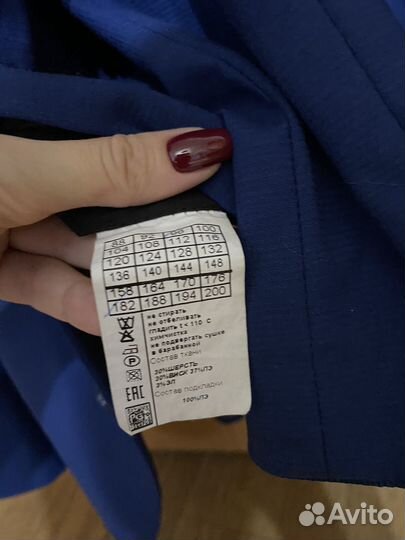 88 92 96 100
104 108 112 116
120 124 128 132
136 140 144 148
158 164 170 176
182 188 194 200
не стирать
не отбеливать
гладить t< 110 С
химчистка
не подвергать сушке
в барабанной
Состав ткани
30%ШЕРСТЬ
30%ВИСК 37%ПЭ
3%ЭЛ
Состав подкладки
100%ПЭ
EAC
PG
Avito